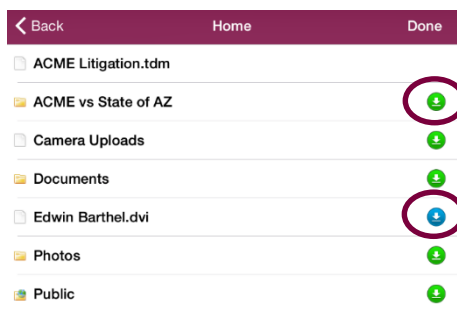 Back Home Done
ACME Litigation.tdm
ACME vs State of AZ
Camera Uploads
Documents
Edwin Barthel.dvi
Photos
Public